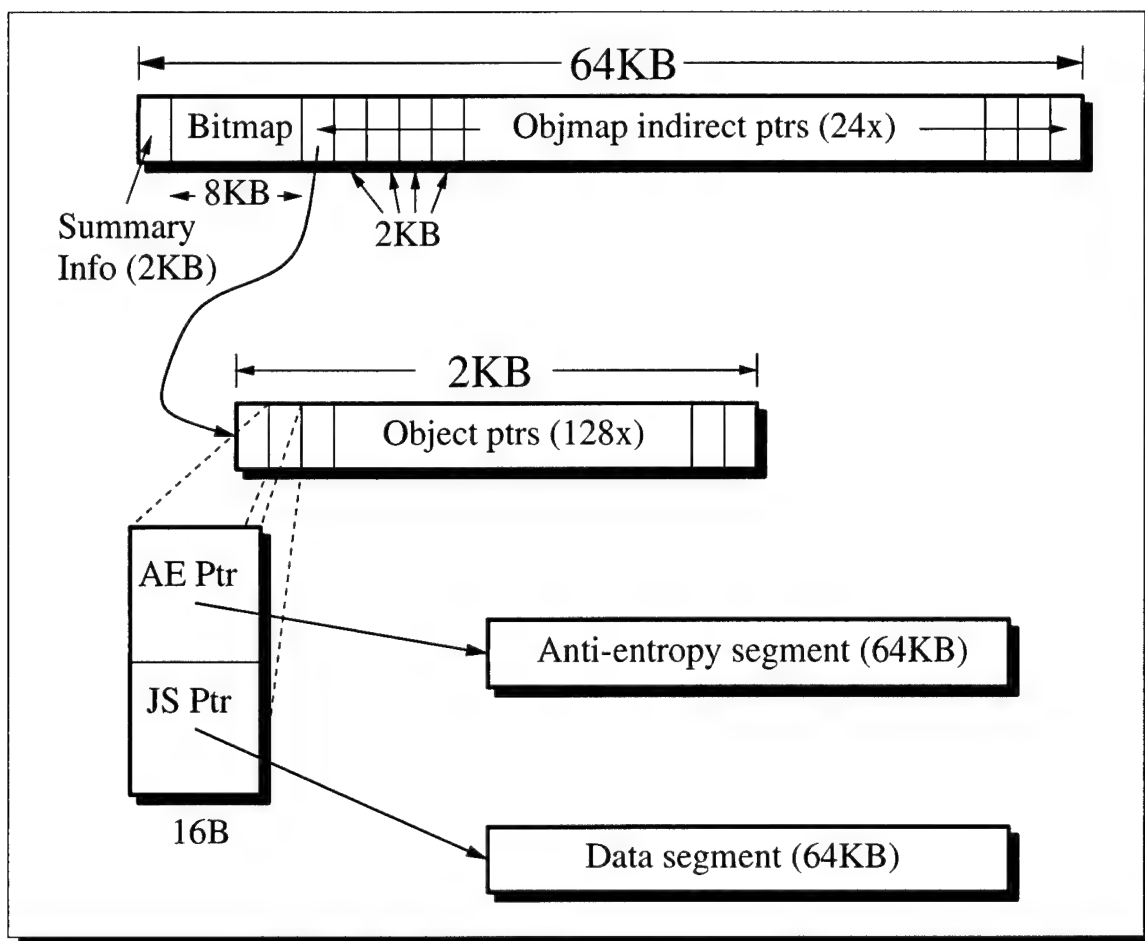 64KB
Bitmap
Objmap indirect ptrs (24x)
8KB
2KB
Summary
Info (2KB)
2KB
Object ptrs (128x)
AE Ptr
Anti-entropy segment (64KB)
JS Ptr
16B
Data segment (64KB)